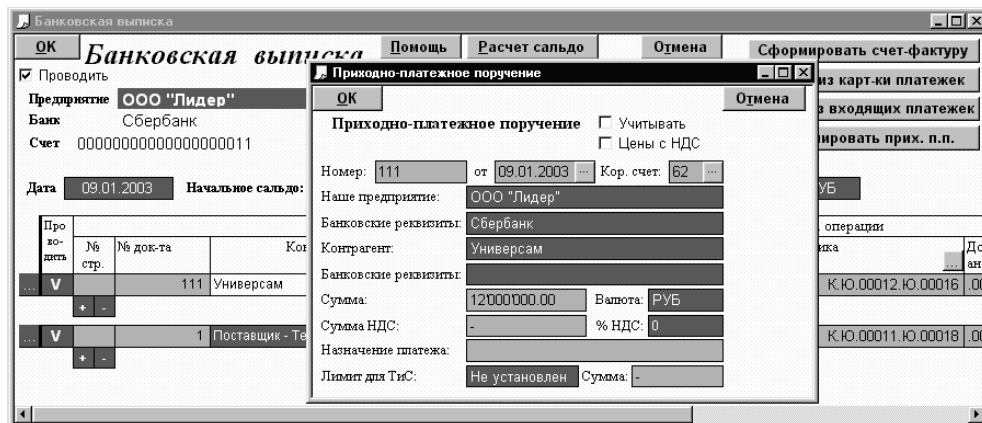 Банковская выписка
OK Банковская выписка Помощь Расчет сальдо Отмена Сформировать счет-фактуру
Проводить
из карт-ки платежек
Предприятие ООО "Лидер"
входящих платежек
Банк Сбербанк
Счет 00000000000000000011
прих. п.п.
Дата 09.01.2003 Начальное сальдо:
Про во- дить
№ стр.
№ док-та
операции
... V 111 Универсам К.Ю.00012.Ю.00016 .00
+ -
... V 1 Поставщик - Те К.Ю.00011.Ю.00018 .00
+ -
Приходно-платежное поручение
OK Отмена
Приходно-платежное поручение Учитывать
Цены с НДС
Номер: 111 от 09.01.2003 ... Кор. счет: 62 ...
Наше предприятие: ООО "Лидер"
Банковские реквизиты: Сбербанк
Контрагент: Универсам
Банковские реквизиты:
Сумма: 12'000'000.00 Валюта: РУБ
Сумма НДС: - % НДС: 0
Назначение платежа:
Лимит для ТиС: Не установлен Сумма: -